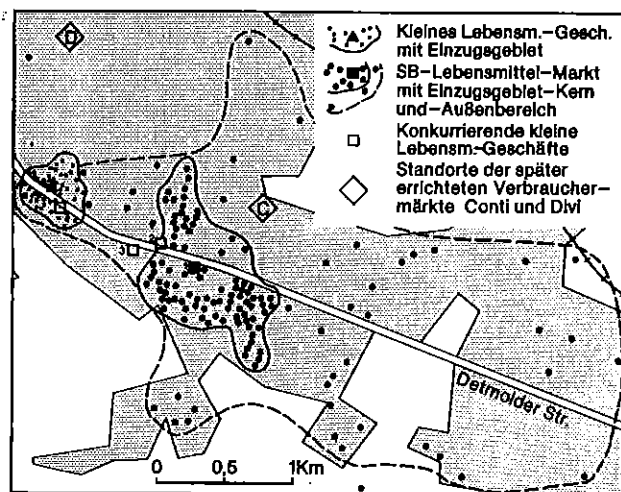 Kleines Lebensm.-Gesch.
mit Einzugsgebiet
SB-Lebensmittel-Markt
mit Einzugsgebiet-Kern
und-Außenbereich
Konkurrierende kleine
Lebensm.-Geschäfte
Standorte der später
errichteten Verbraucher-
märkte Conti und Divi
D
C
Detmolder Str.
0 0,5 1Km